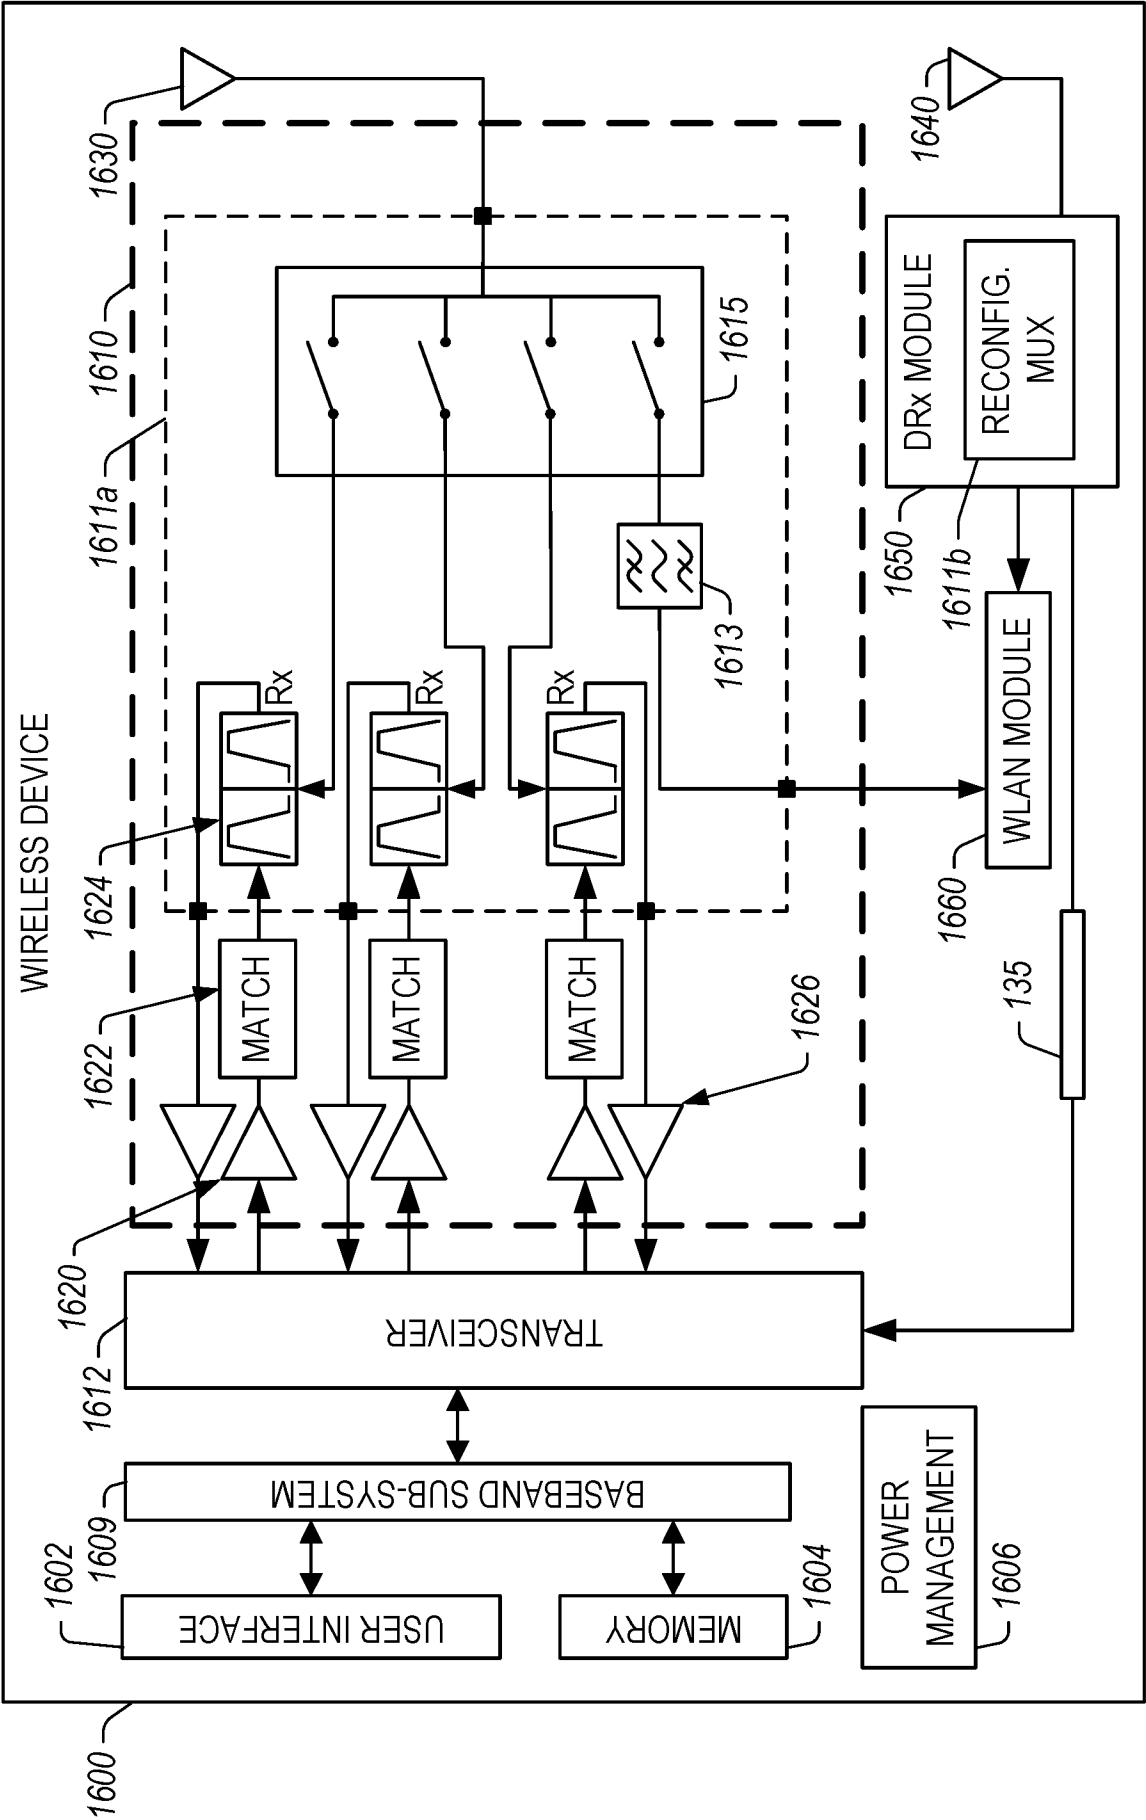 WIRELESS DEVICE
1600
1602
USER INTERFACE
1604
MEMORY
1606
POWER
MANAGEMENT
1609
BASEBAND SUB-SYSTEM
1612
TRANSCEIVER
1620
1622
MATCH
MATCH
MATCH
1626
1624
Rx
Rx
Rx
1611a
1610
1613
1615
1630
1640
DRx MODULE
RECONFIG.
MUX
1650
1611b
WLAN MODULE
1660
135